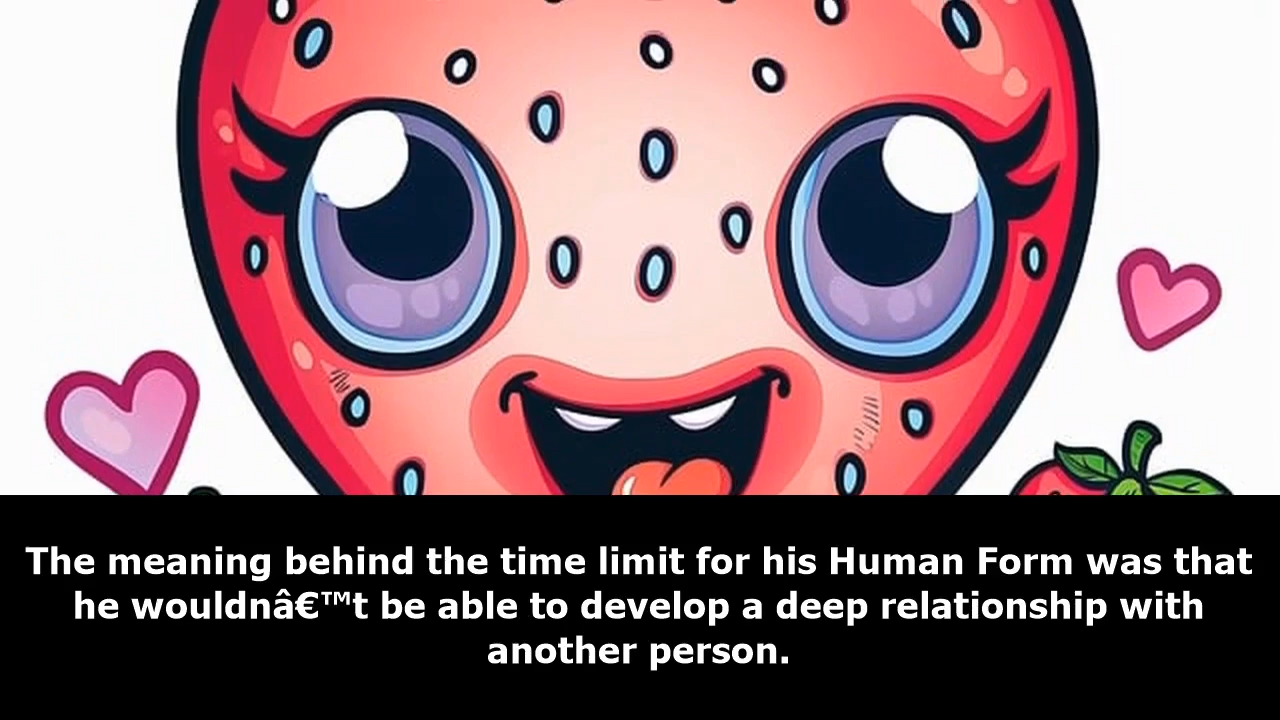 The meaning behind the time limit for his Human Form was that
he wouldnâ€™t be able to develop a deep relationship with
another person.